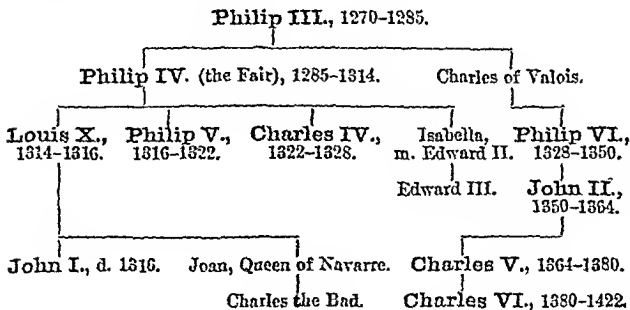 Philip III., 1270-1285.
Philip IV. (the Fair), 1285-1314. Charles of Valois.
Louis X., Philip V., Charles IV., Isabella, Philip VI.,
1314-1316. 1316-1322. 1322-1328. m. Edward II. 1328-1350.
Edward III. John II.,
1350-1364.
John I., d. 1316. Joan, Queen of Navarre. Charles V., 1364-1380.
Charles the Bad. Charles VI., 1380-1422.